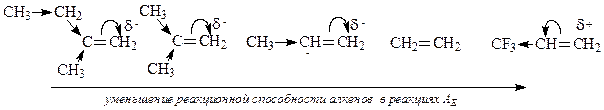 CH3 CH2 δ- CH3 δ- δ- δ+
C=CH2 C=CH2 CH3 CH=CH2 CH2=CH2 CF3 CH=CH2
CH3 CH3
уменьшение реакционной способности алкенов в реакциях AE